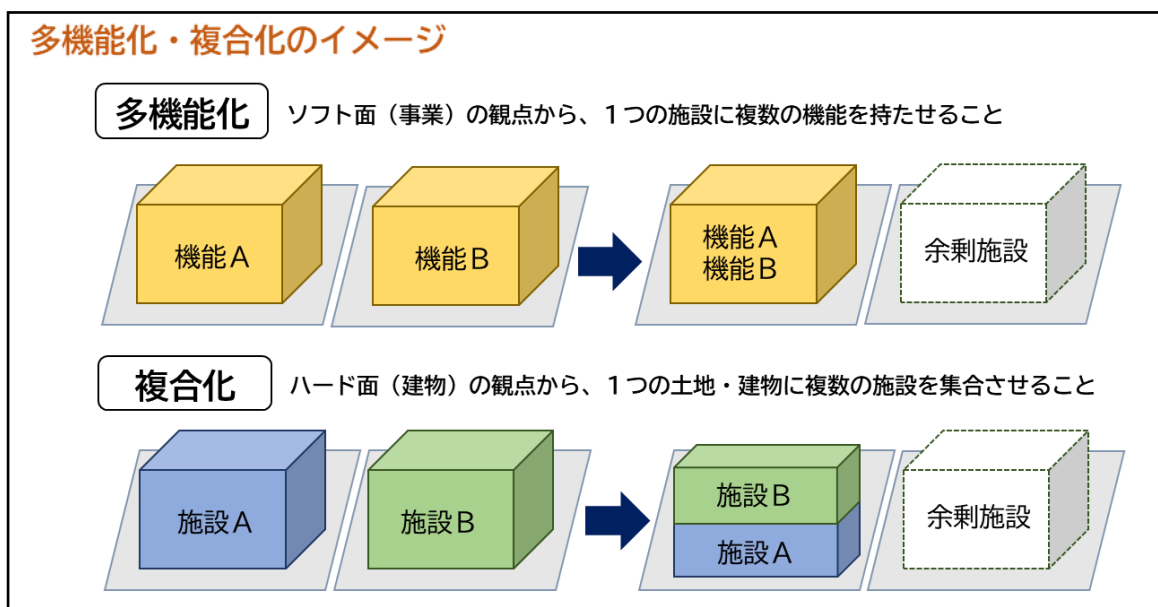 多機能化・複合化のイメージ
多機能化
ソフト面（事業）の観点から、１つの施設に複数の機能を持たせること
機能Ａ
機能Ｂ
機能Ａ
機能Ｂ
余剰施設
複合化
ハード面（建物）の観点から、１つの土地・建物に複数の施設を集合させること
施設Ａ
施設Ｂ
施設Ｂ
施設Ａ
余剰施設